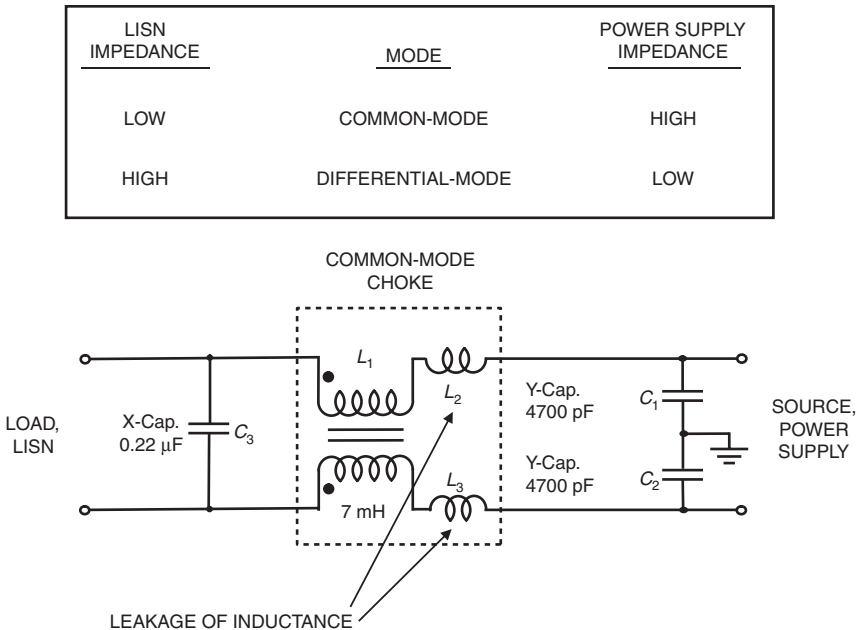 LISN
IMPEDANCE
MODE
POWER SUPPLY
IMPEDANCE
LOW
COMMON-MODE
HIGH
HIGH
DIFFERENTIAL-MODE
LOW
COMMON-MODE
CHOKE
L1
L2
LOAD,
LISN
X-Cap.
0.22 μF
C3
Y-Cap.
4700 pF
C1
SOURCE,
POWER
SUPPLY
L3
7 mH
Y-Cap.
4700 pF
C2
LEAKAGE OF INDUCTANCE